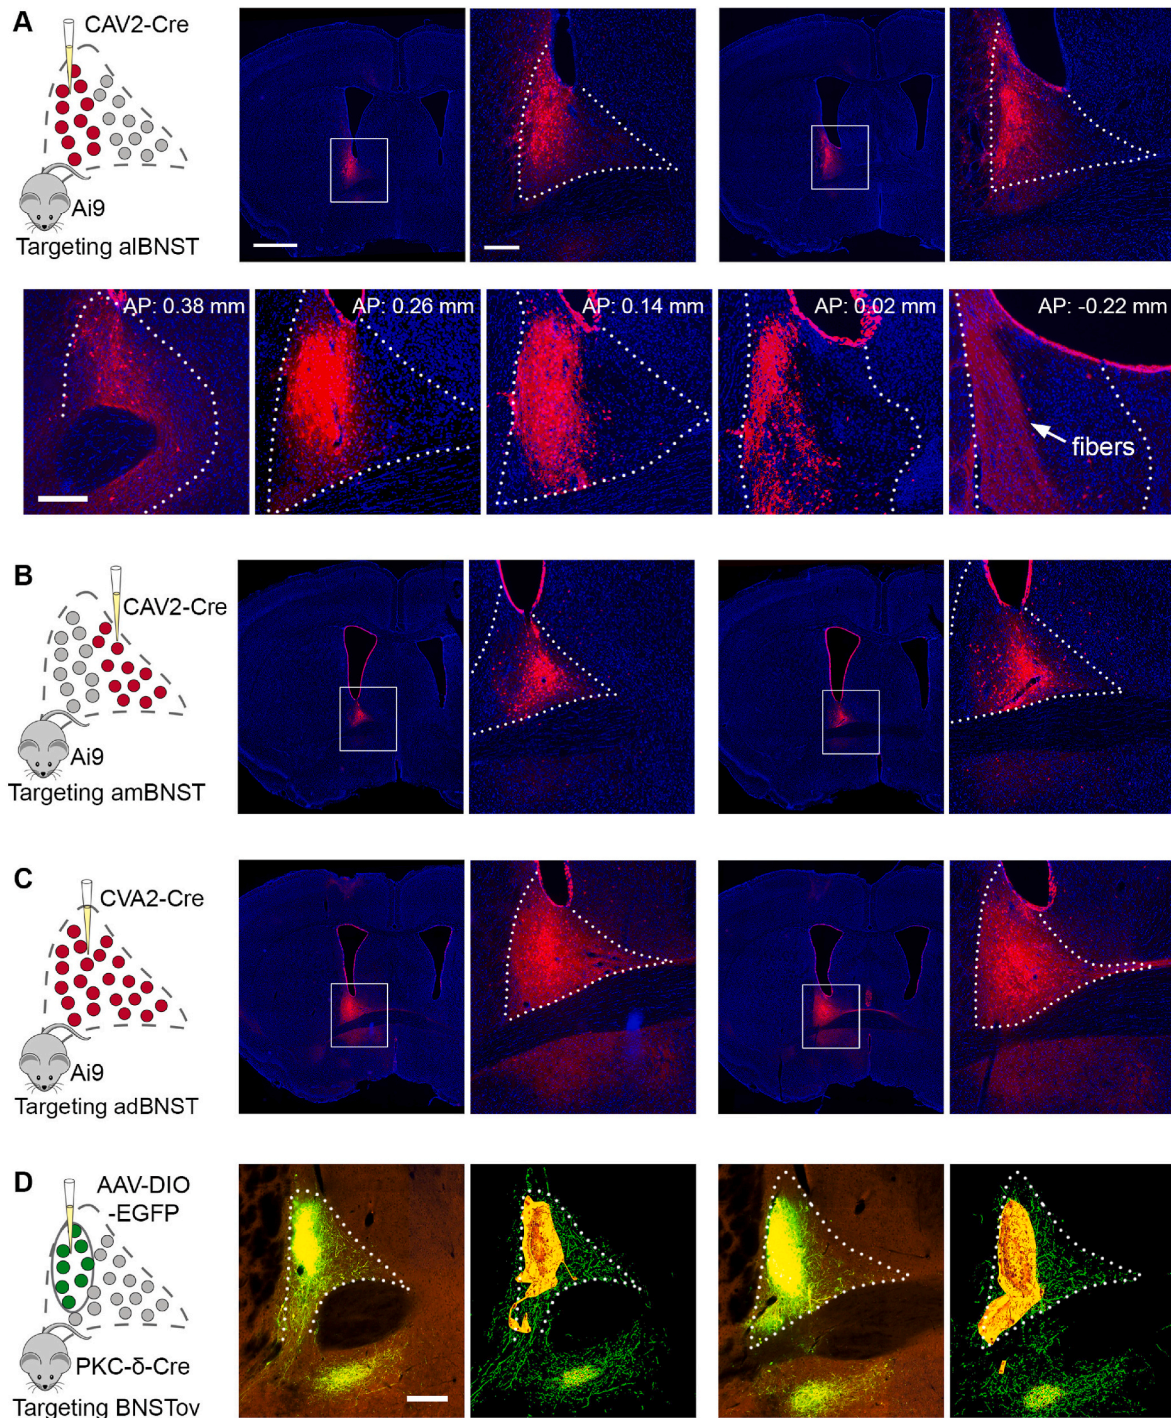 A
CAV2-Cre
Ai9
Targeting alBNST
AP: 0.38 mm
AP: 0.26 mm
AP: 0.14 mm
AP: 0.02 mm
AP: -0.22 mm
fibers
B
CAV2-Cre
Ai9
Targeting amBNST
C
CVA2-Cre
Ai9
Targeting adBNST
D
AAV-DIO
-EGFP
PKC-δ-Cre
Targeting BNSTov